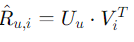 $\hat{R}_{u,i} = U_u \cdot V_i^T$